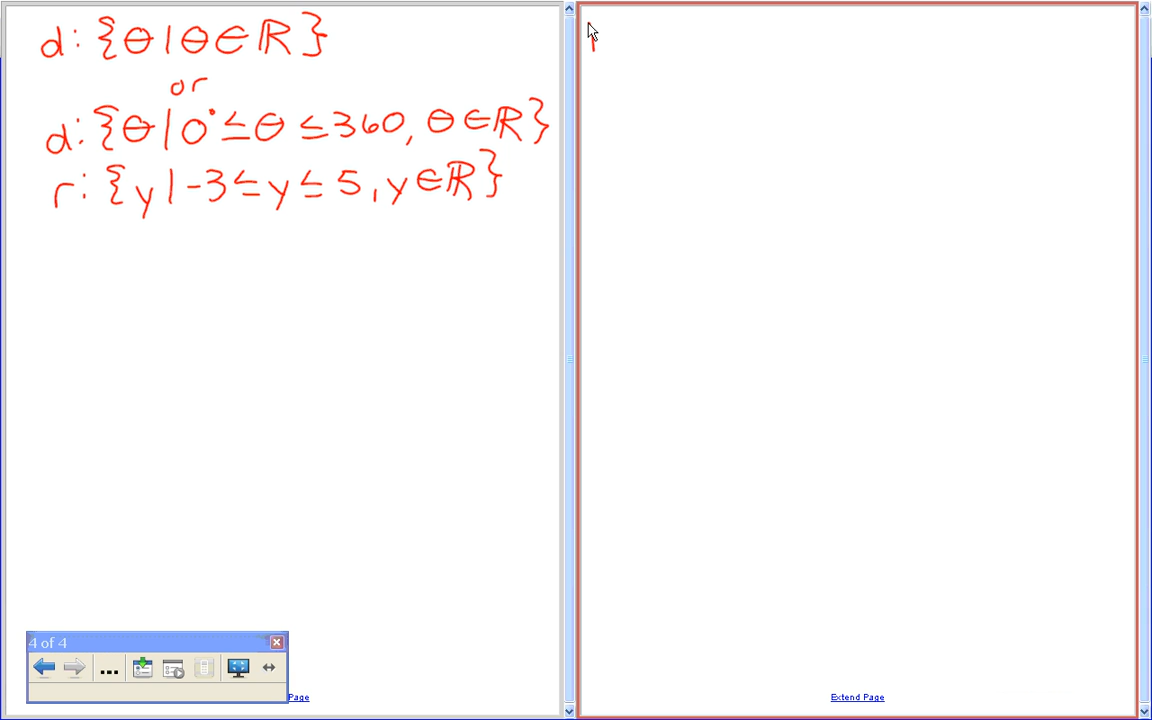 d: {θ | θ ∈ ℝ}
or
d: {θ | 0° ≤ θ ≤ 360, θ ∈ ℝ}
r: {y | -3 ≤ y ≤ 5, y ∈ ℝ}
4 of 4
Page
Extend Page